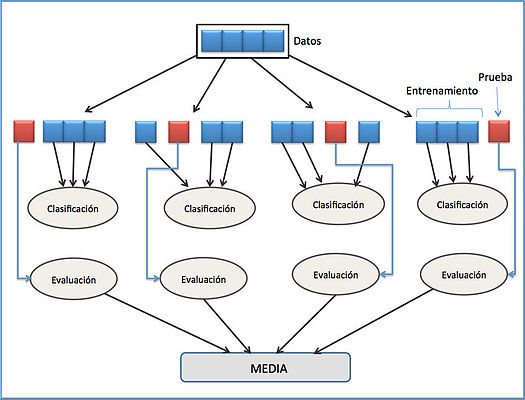 Datos
Prueba
Entrenamiento
Clasificación
Clasificación
Clasificación
Clasificación
Evaluación
Evaluación
Evaluación
Evaluación
MEDIA